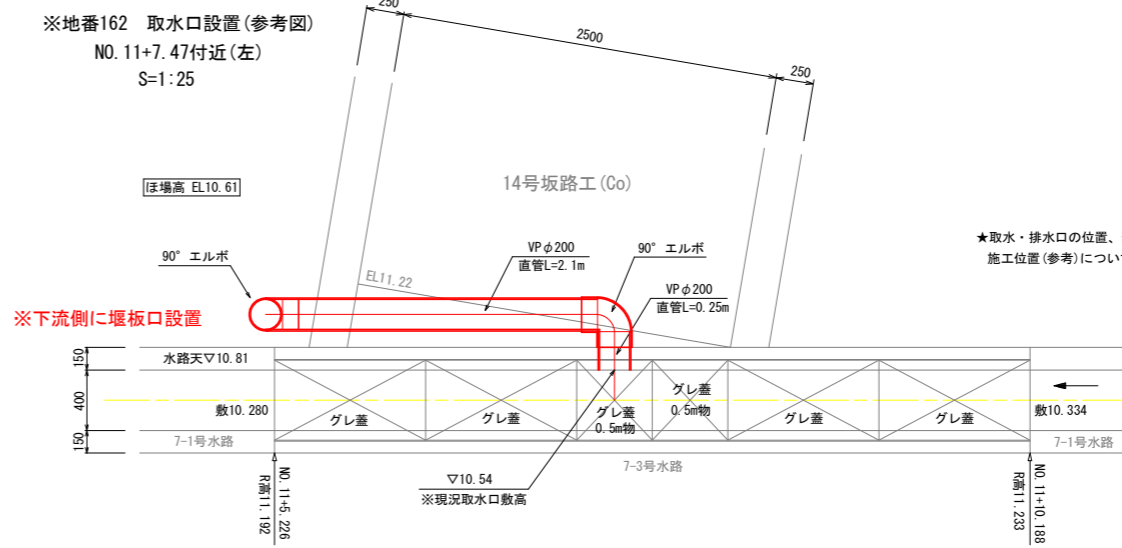 ※地番162 取水口設置(参考図)
NO.11+7.47付近(左)
S=1:25
250
2500
250
ほ場高 EL10.61
14号坂路工(Co)
★取水・排水口の位置、
施工位置(参考)につい
90° エルボ
VPφ200
直管L=2.1m
90° エルボ
EL11.22
VPφ200
直管L=0.25m
※下流側に堰板口設置
150
400
150
水路天▽10.81
敷10.280
グレ蓋
グレ蓋
グレ蓋
0.5m物
グレ蓋
0.5m物
グレ蓋
グレ蓋
敷10.334
7-1号水路
7-3号水路
7-1号水路
▽10.54
※現況取水口敷高
NO.11+5.226
R高11.192
NO.11+10.188
R高11.233